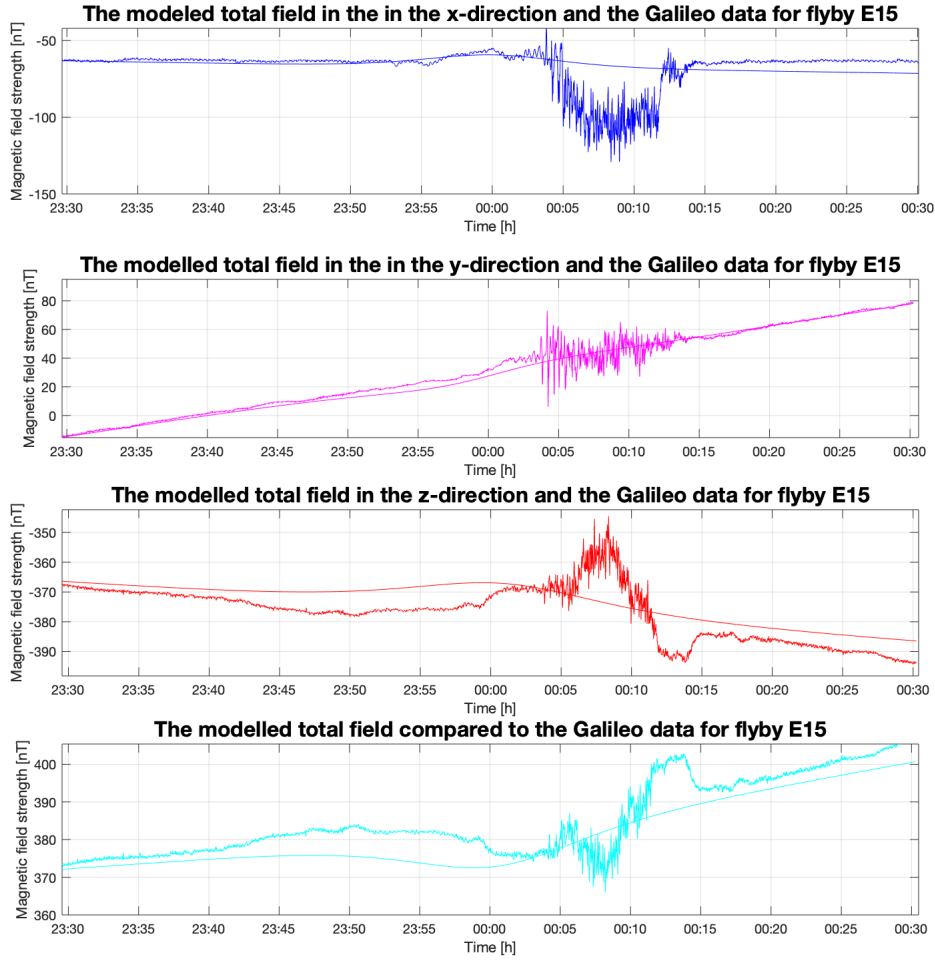 The modeled total field in the in the x-direction and the Galileo data for flyby E15
Magnetic field strength [nT]
-50
-100
-150
23:30 23:35 23:40 23:45 23:50 23:55 00:00 00:05 00:10 00:15 00:20 00:25 00:30
Time [h]
The modelled total field in the in the y-direction and the Galileo data for flyby E15
Magnetic field strength [nT]
80
60
40
20
0
23:30 23:35 23:40 23:45 23:50 23:55 00:00 00:05 00:10 00:15 00:20 00:25 00:30
Time [h]
The modelled total field in the z-direction and the Galileo data for flyby E15
Magnetic field strength [nT]
-350
-360
-370
-380
-390
23:30 23:35 23:40 23:45 23:50 23:55 00:00 00:05 00:10 00:15 00:20 00:25 00:30
Time [h]
The modelled total field compared to the Galileo data for flyby E15
Magnetic field strength [nT]
400
390
380
370
360
23:30 23:35 23:40 23:45 23:50 23:55 00:00 00:05 00:10 00:15 00:20 00:25 00:30
Time [h]